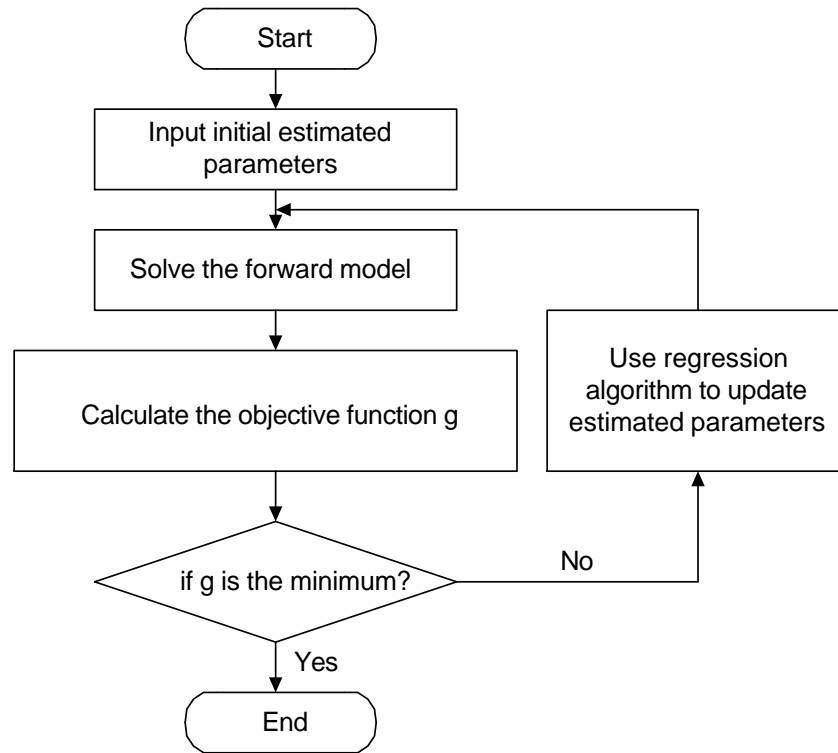 Start
Input initial estimated
parameters
Solve the forward model
Calculate the objective function g
Use regression
algorithm to update
estimated parameters
if g is the minimum?
No
Yes
End